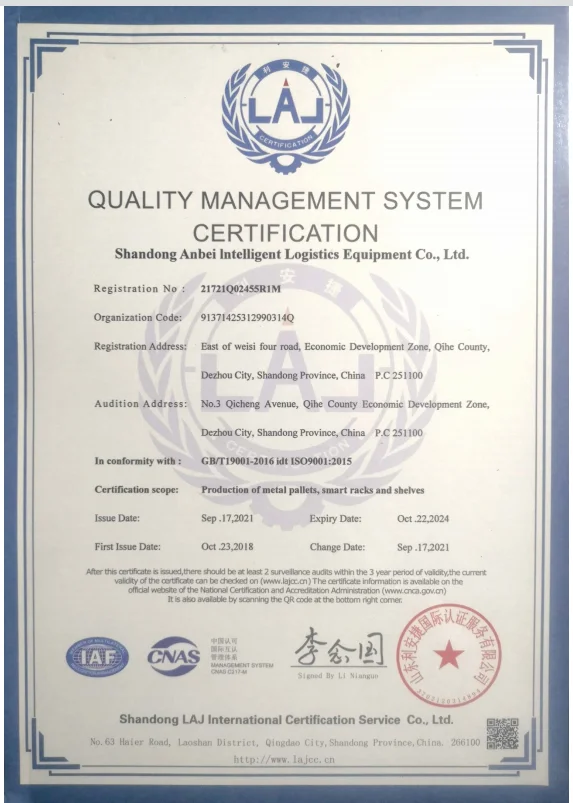 利安捷
LAJ
CERTIFICATION
QUALITY MANAGEMENT SYSTEM
CERTIFICATION
Shandong Anbei Intelligent Logistics Equipment Co., Ltd.
Registration No : 21721Q02455R1M
Organization Code: 91371425312990314Q
Registration Address: East of weisi four road, Economic Development Zone, Qihe County,
Dezhou City, Shandong Province, China P.C 251100
Audition Address: No.3 Qicheng Avenue, Qihe County Economic Development Zone,
Dezhou City, Shandong Province, China P.C 251100
In conformity with : GB/T19001-2016 idt ISO9001:2015
Certification scope: Production of metal pallets, smart racks and shelves
Issue Date: Sep .17,2021 Expiry Date: Oct .22,2024
First Issue Date: Oct .23,2018 Change Date: Sep .17,2021
After this certificate is issued,there should be at least 2 surveillance audits within the 3 year period of validity,the current
validity of the certificate can be checked on (www.lajcc.cn) The certificate information is available on the
official website of the National Certification and Accreditation Administration (www.cnca.gov.cn)
It is also available by scanning the QR code at the bottom right corner.
IAF
CNAS
中国认可
国际互认
管理体系
MANAGEMENT SYSTEM
CNAS C217-M
李念国
Signed By Li Nianguo
山东利安捷国际认证服务有限公司
Shandong LAJ International Certification Service Co., Ltd.
No.63 Haier Road, Laoshan District, Qingdao City,Shandong Province,China. 266100
http://www.lajcc.cn